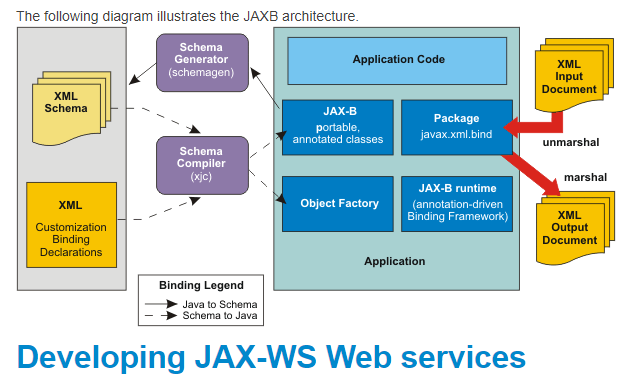 The following diagram illustrates the JAXB architecture.
Schema
Generator
(schemagen)
Application Code
XML
Input
Document
XML
Schema
JAX-B
portable,
annotated classes
Package
javax.xml.bind
unmarshal
Schema
Compiler
(xjc)
marshal
XML
Customization
Binding
Declarations
Object Factory
JAX-B runtime
(annotation-driven
Binding Framework)
XML
Output
Document
Application
Binding Legend
Java to Schema
Schema to Java
Developing JAX-WS Web services